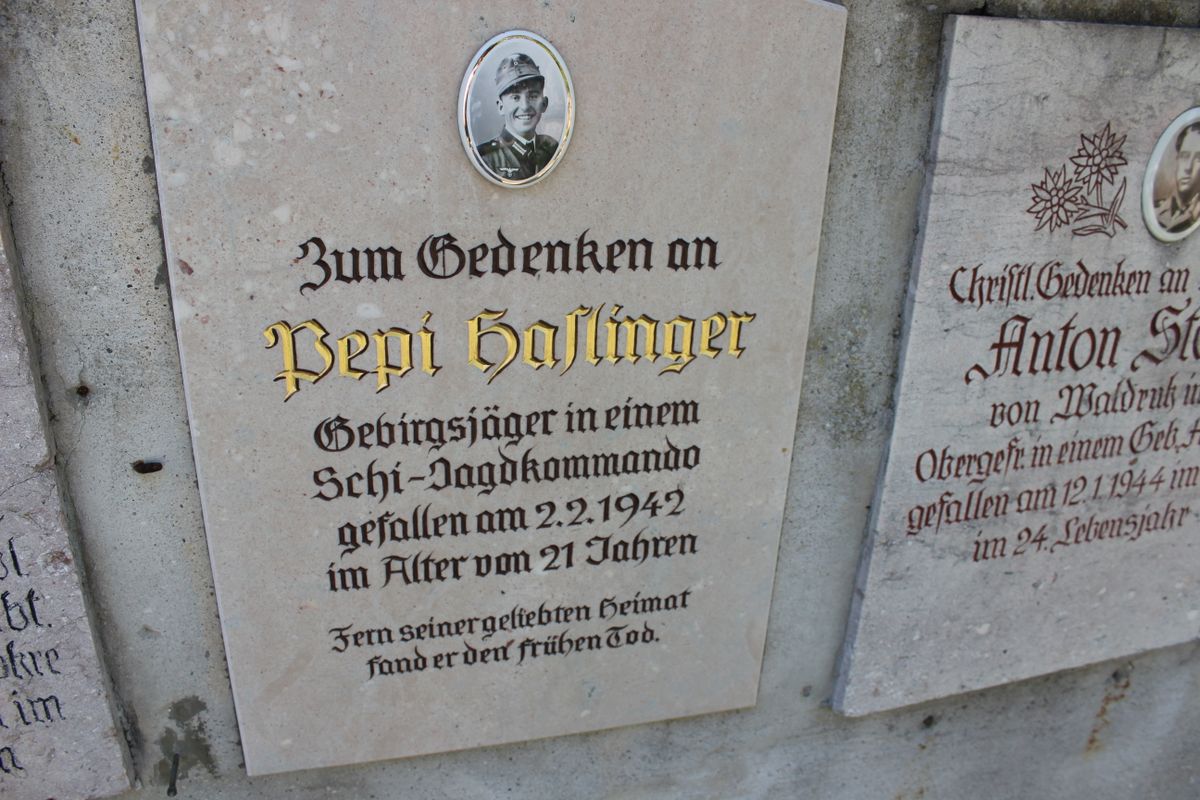 Zum Gedenken an
Pepi Haslinger
Gebirgsjäger in einem
Schi-Jagdkommando
gefallen am 2.2.1942
im Alter von 21 Jahren
Fern seiner geliebten Heimat
fand er den frühen Tod.
Christl. Gedenken an
Anton
von
Obergefr. in einem Geb.
gefallen am 12.1.1944 im
im 24. Lebensjahr
im